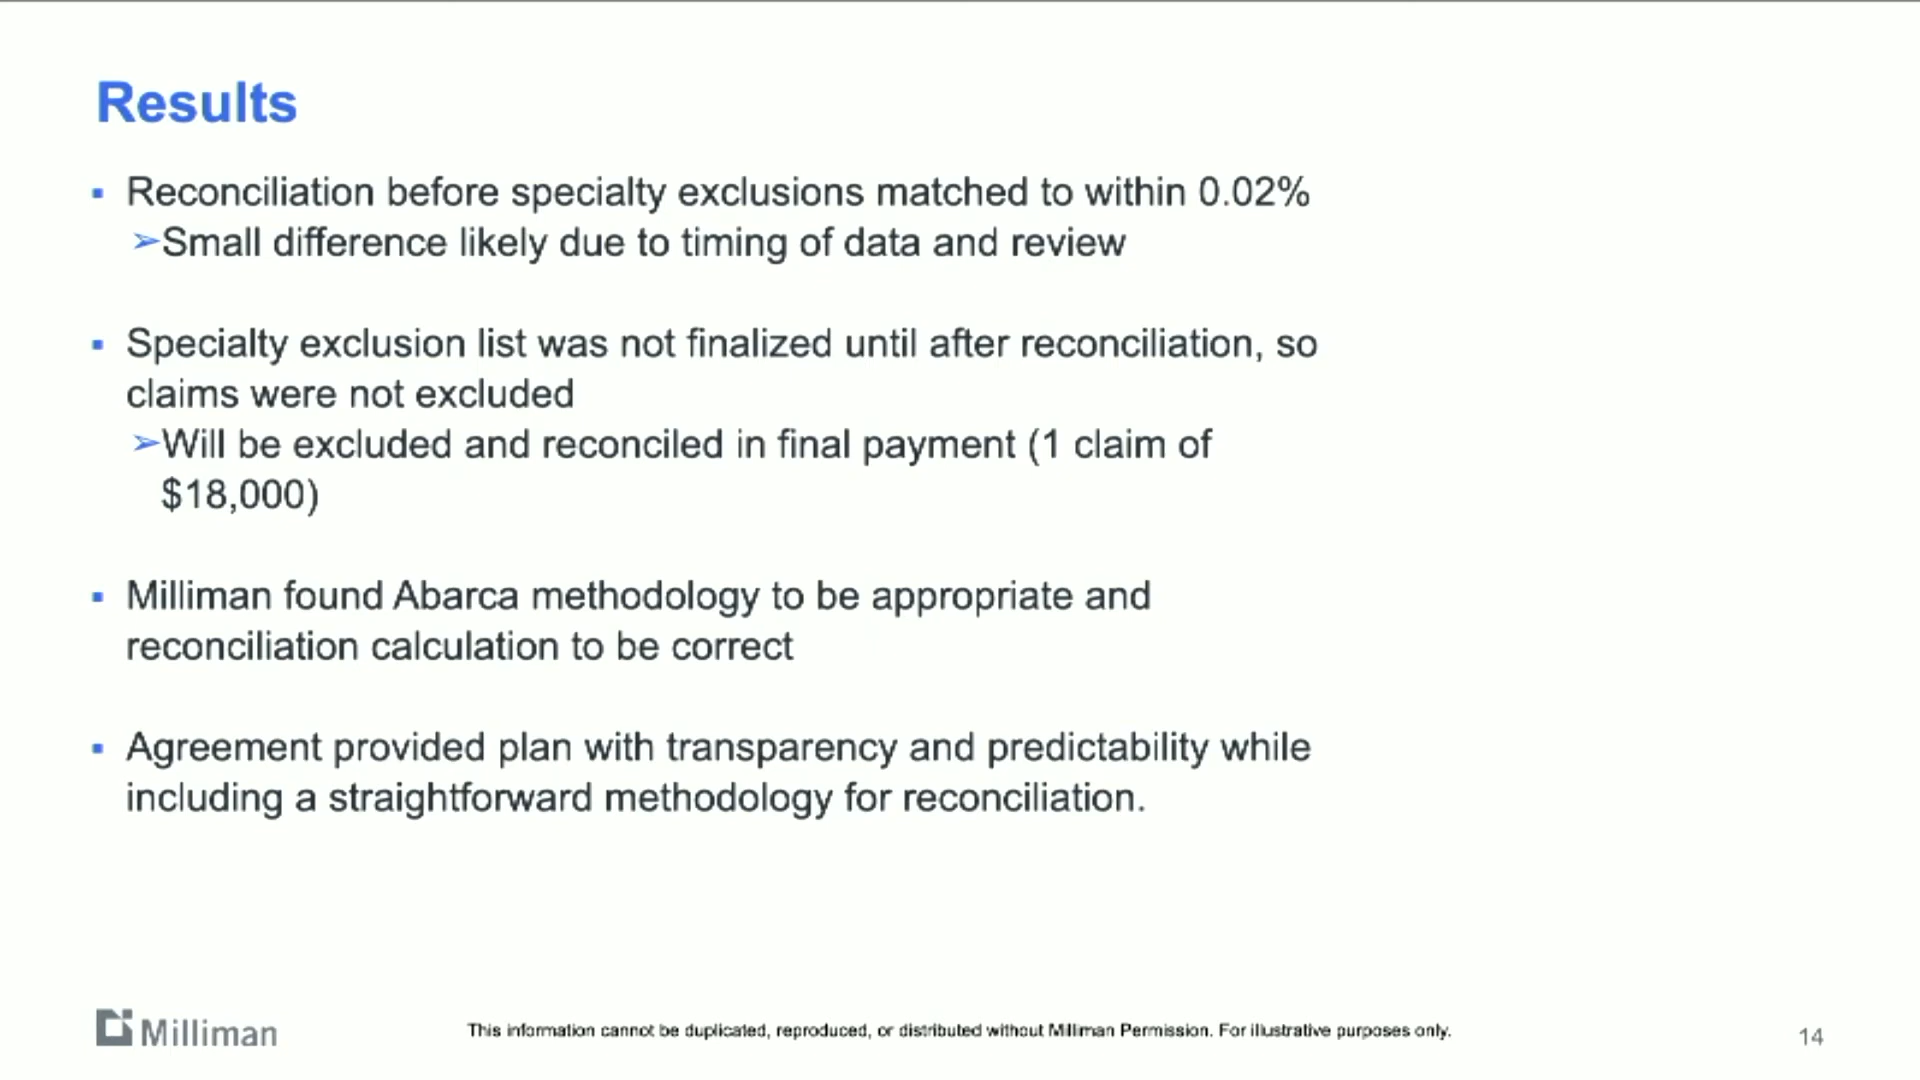 Results
▪ Reconciliation before specialty exclusions matched to within 0.02%
➢Small difference likely due to timing of data and review
▪ Specialty exclusion list was not finalized until after reconciliation, so
claims were not excluded
➢Will be excluded and reconciled in final payment (1 claim of
$18,000)
▪ Milliman found Abarca methodology to be appropriate and
reconciliation calculation to be correct
▪ Agreement provided plan with transparency and predictability while
including a straightforward methodology for reconciliation.
Milliman
This information cannot be duplicated, reproduced, or distributed without Milliman Permission. For illustrative purposes only.
14